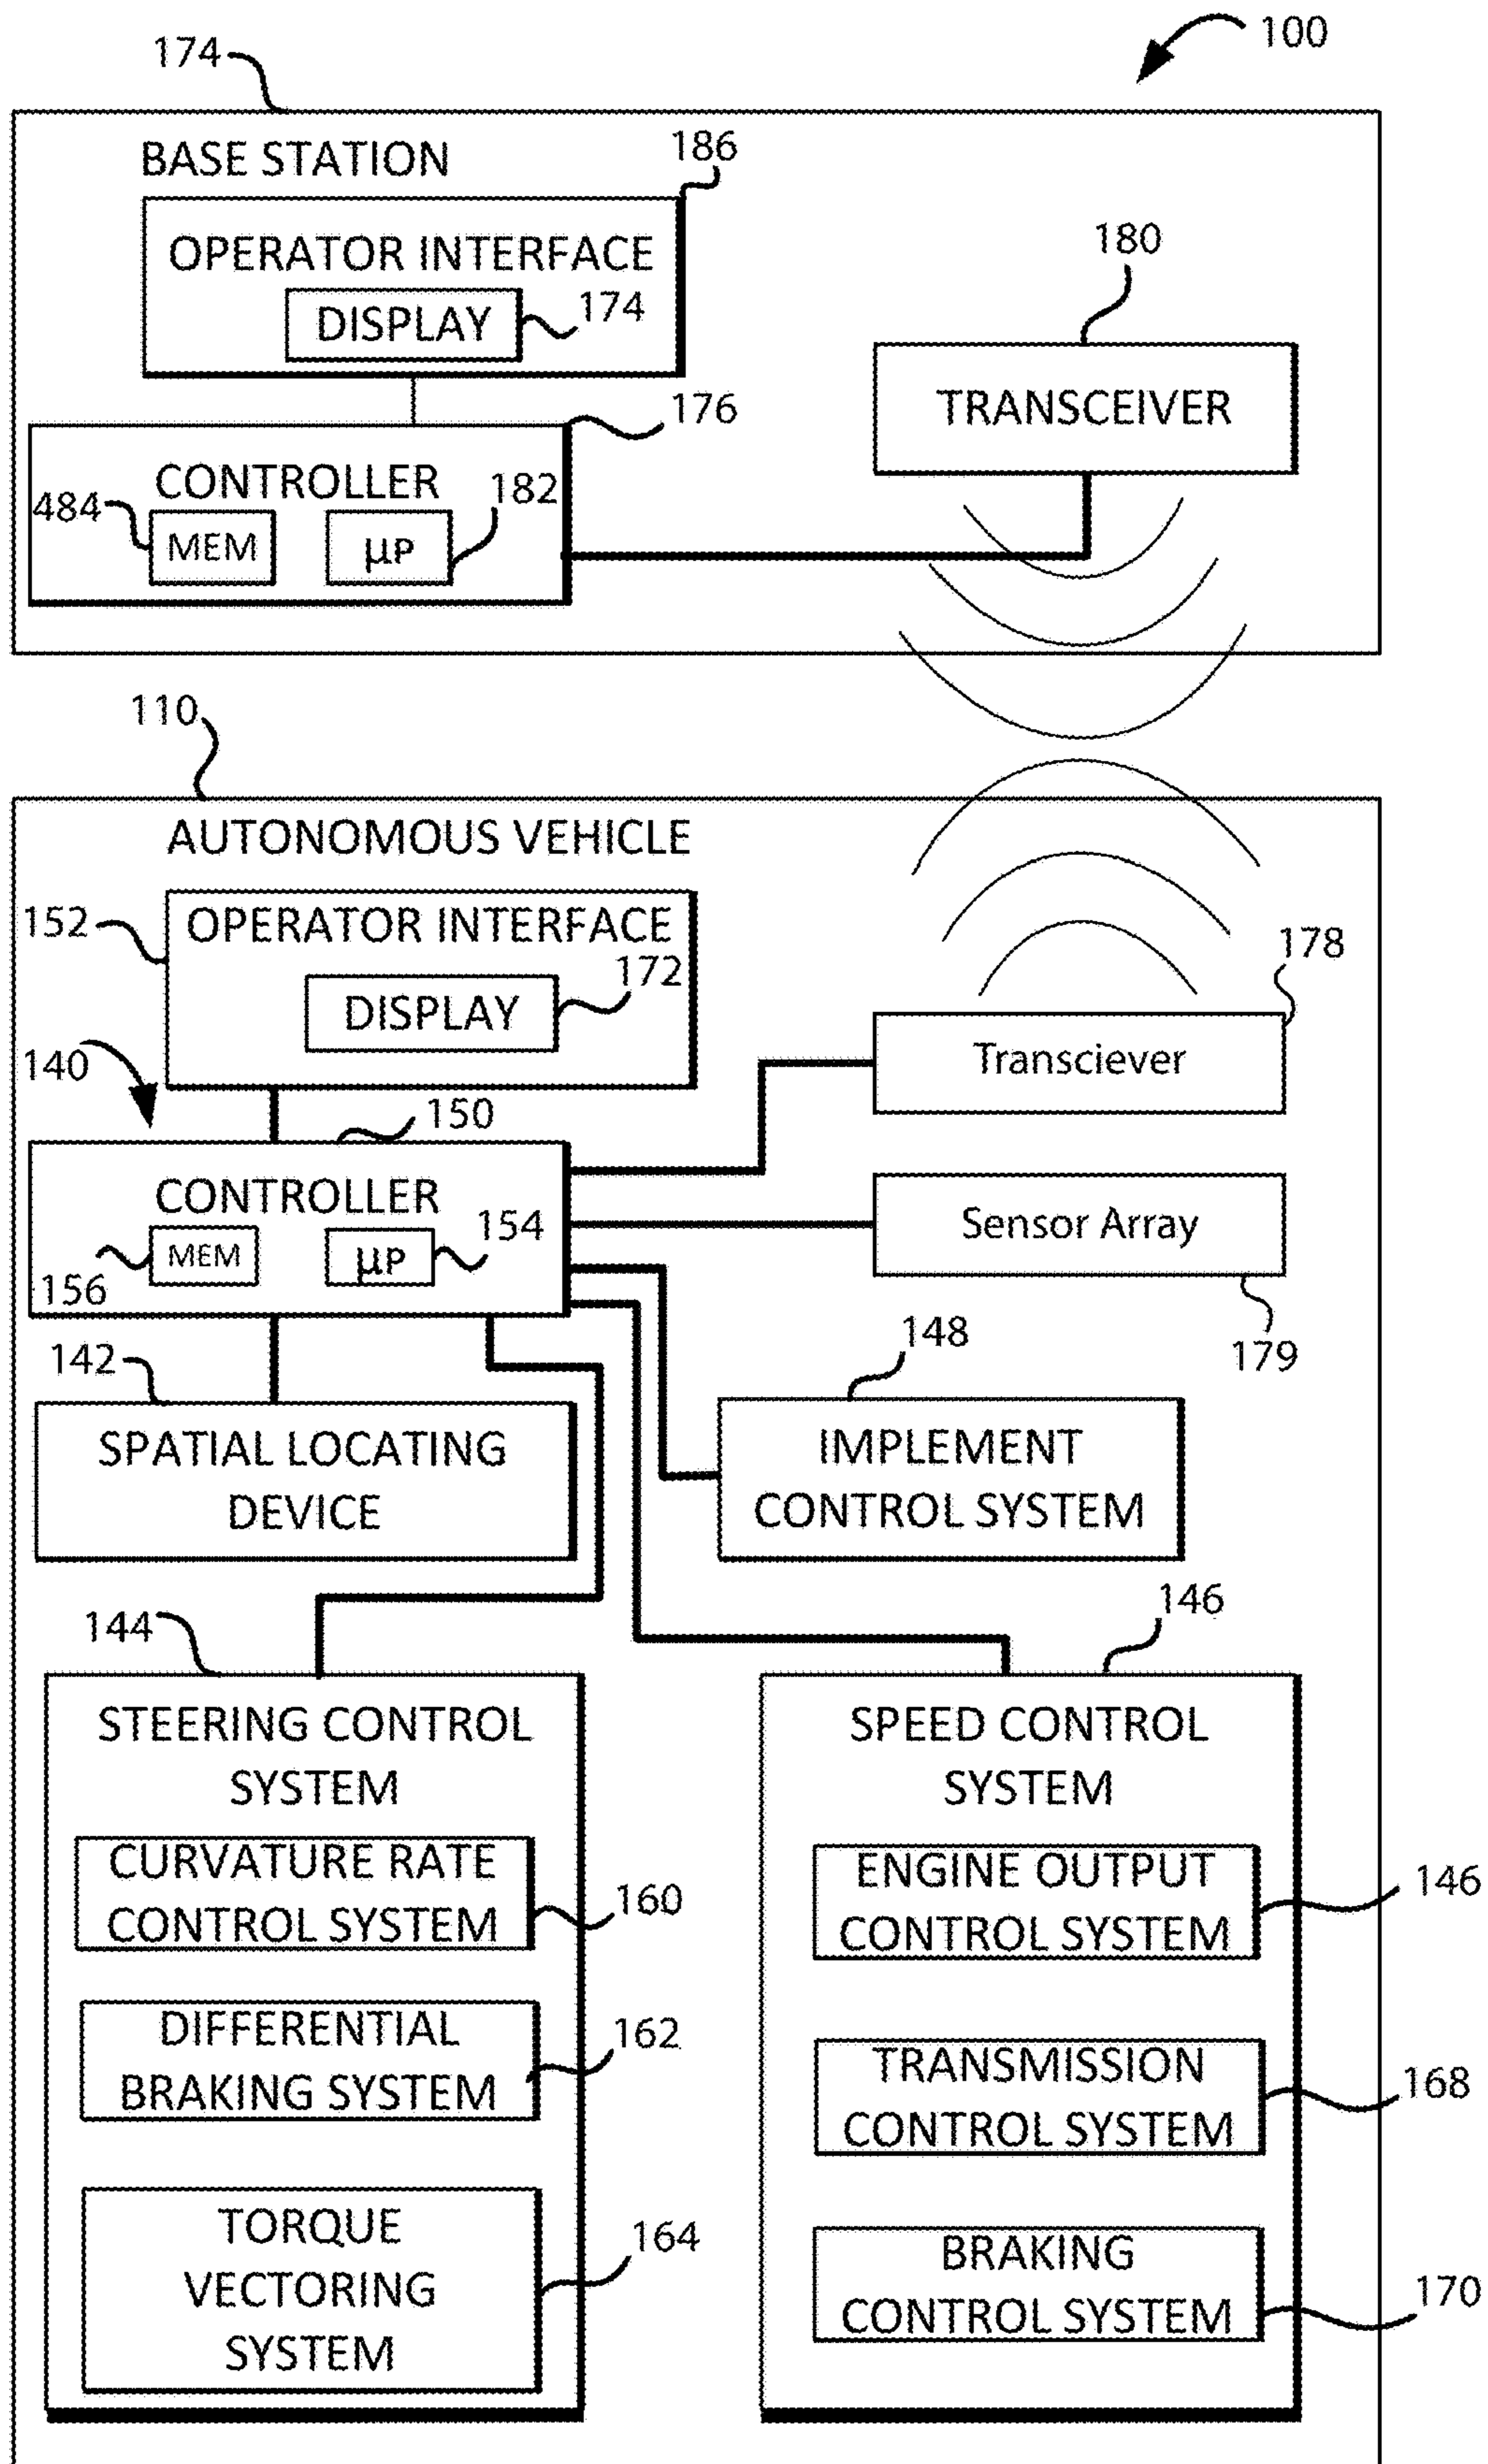 100
174
BASE STATION
186
OPERATOR INTERFACE
DISPLAY
174
180
TRANSCEIVER
176
CONTROLLER
484
MEM
µP
182
110
AUTONOMOUS VEHICLE
152
OPERATOR INTERFACE
172
DISPLAY
178
Transciever
140
150
CONTROLLER
154
MEM
µP
156
Sensor Array
179
142
148
SPATIAL LOCATING
DEVICE
IMPLEMENT
CONTROL SYSTEM
144
146
STEERING CONTROL
SYSTEM
CURVATURE RATE
CONTROL SYSTEM
160
DIFFERENTIAL
BRAKING SYSTEM
162
TORQUE
VECTORING
SYSTEM
164
SPEED CONTROL
SYSTEM
ENGINE OUTPUT
CONTROL SYSTEM
146
TRANSMISSION
CONTROL SYSTEM
168
BRAKING
CONTROL SYSTEM
170